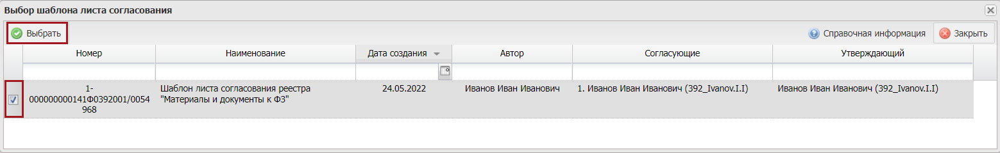 Выбор шаблона листа согласования
Выбрать
Справочная информация
Закрыть
Номер
Наименование
Дата создания
Автор
Согласующие
Утверждающий
1-
000000000141Ф0392001/0054
968
Шаблон листа согласования реестра
"Материалы и документы к ФЗ"
24.05.2022
Иванов Иван Иванович
1. Иванов Иван Иванович (392_Ivanov.I.I)
Иванов Иван Иванович (392_Ivanov.I.I)